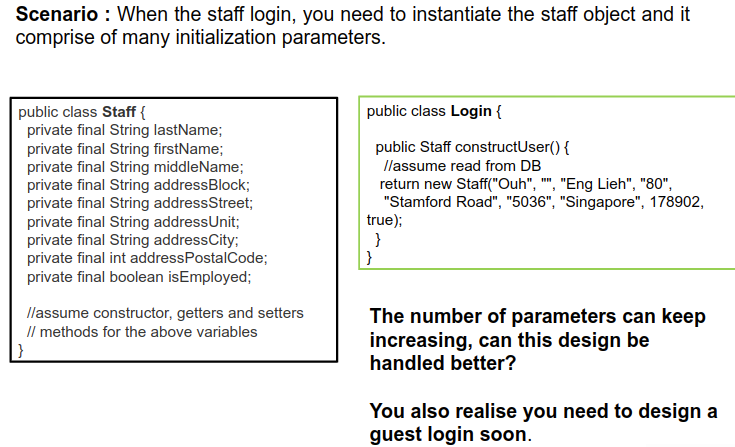 Scenario : When the staff login, you need to instantiate the staff object and it
comprise of many initialization parameters.
public class Staff {
private final String lastName;
private final String firstName;
private final String middleName;
private final String addressBlock;
private final String addressStreet;
private final String addressUnit;
private final String addressCity;
private final int addressPostalCode;
private final boolean isEmployed;
//assume constructor, getters and setters
// methods for the above variables
}
public class Login {
public Staff constructUser() {
//assume read from DB
return new Staff("Ouh", "", "Eng Lieh", "80",
"Stamford Road", "5036", "Singapore", 178902,
true);
}
}
The number of parameters can keep
increasing, can this design be
handled better?
You also realise you need to design a
guest login soon.